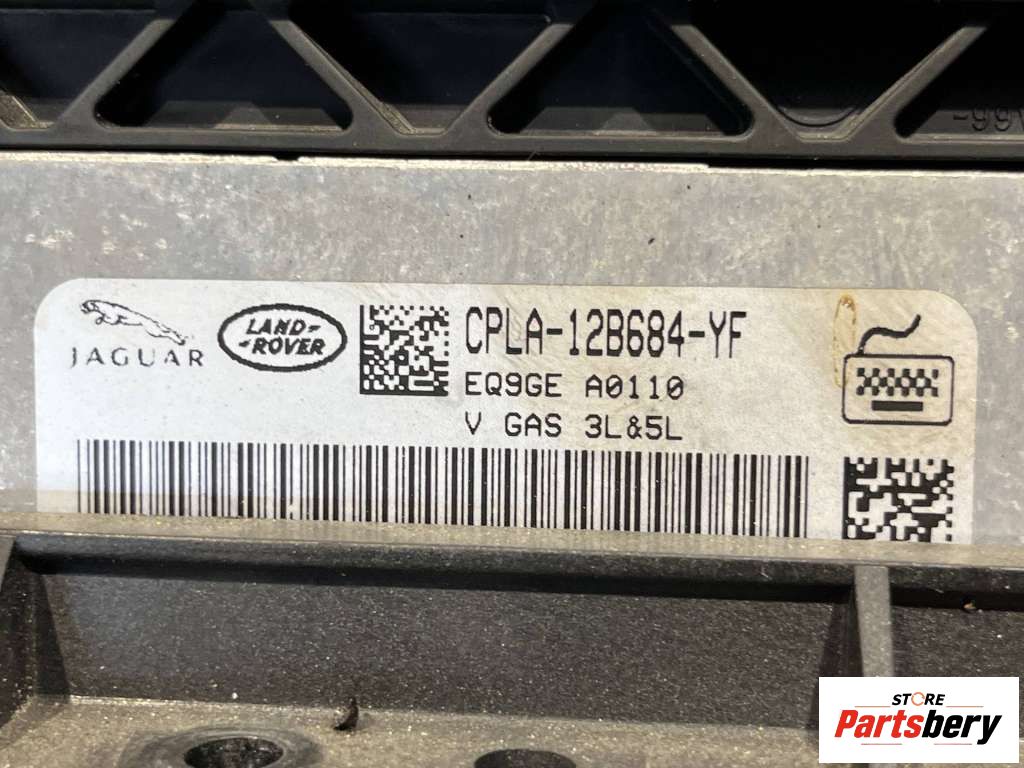 JAGUAR
LAND-
-ROVER
CPLA-12B684-YF
EQ9GE A0110
V GAS 3L&5L
STORE
Partsbery